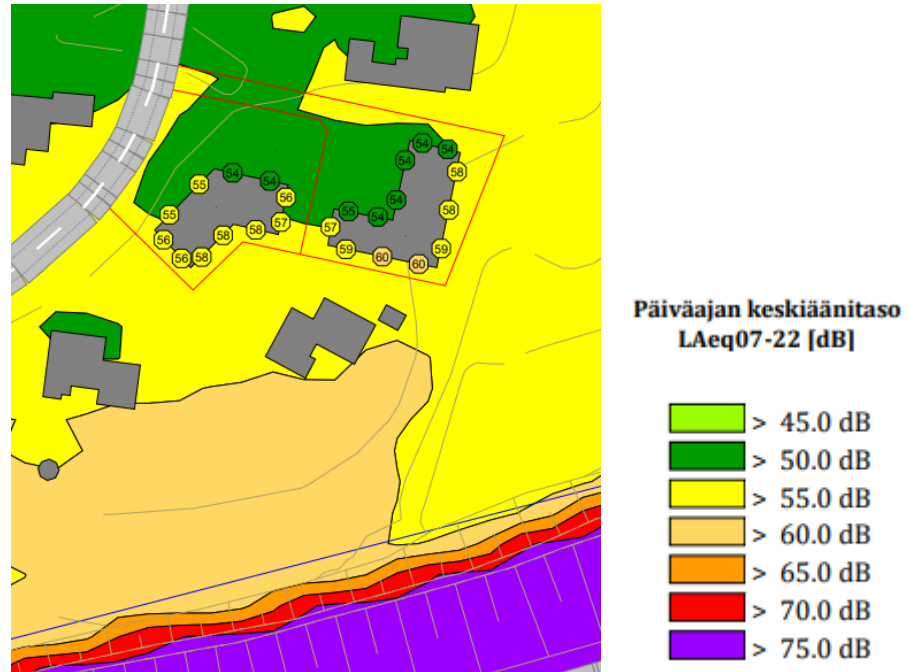 54
54
54
54
58
55
54
56
54
55
54
58
55
57
57
56
58
58
59
59
56
58
60
60
Päiväajan keskiäänitaso
LAeq07-22 [dB]
> 45.0 dB
> 50.0 dB
> 55.0 dB
> 60.0 dB
> 65.0 dB
> 70.0 dB
> 75.0 dB